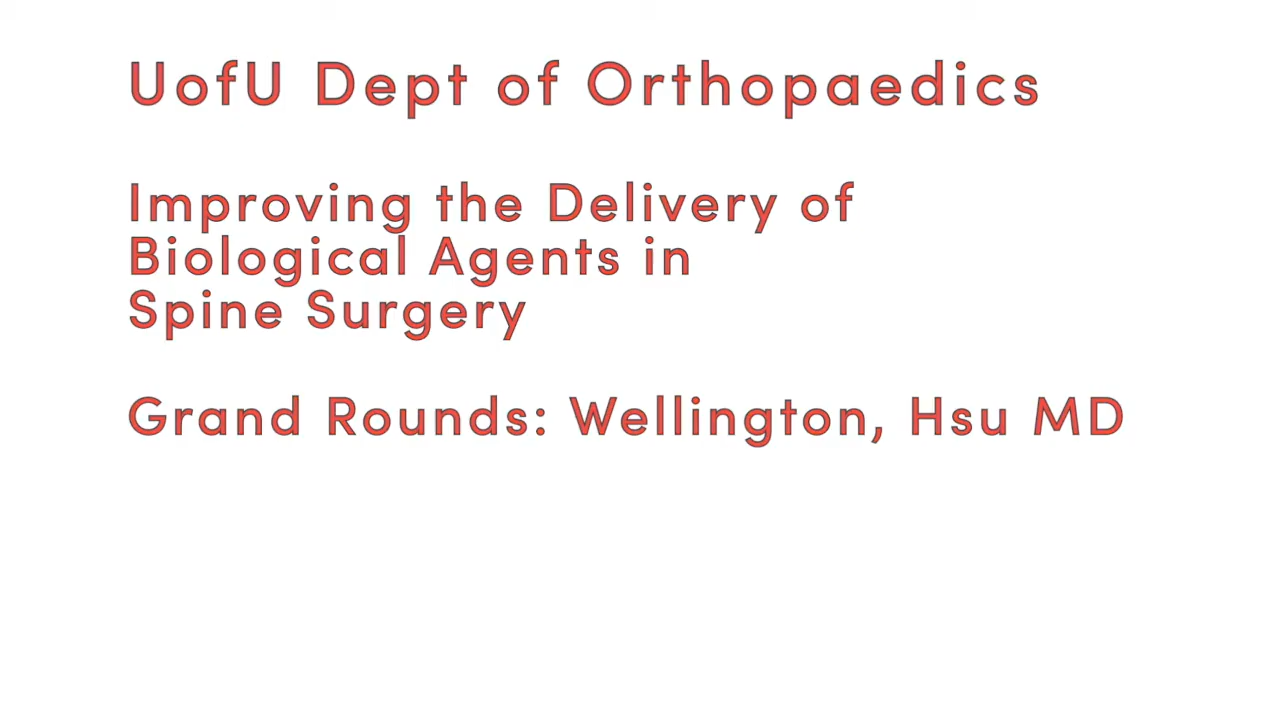 UofU Dept of Orthopaedics
Improving the Delivery of
Biological Agents in
Spine Surgery
Grand Rounds: Wellington, Hsu MD